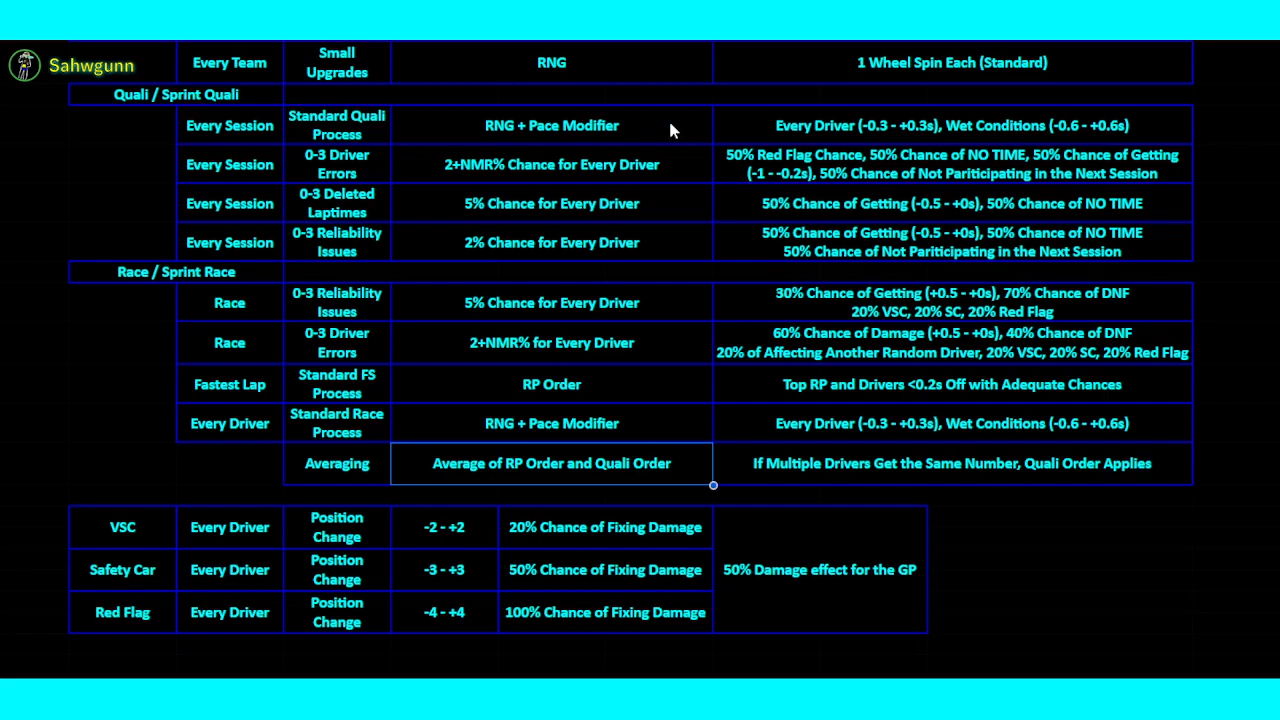 Sahwgunn
Every Team
Small
Upgrades
RNG
1 Wheel Spin Each (Standard)
Quali / Sprint Quali
Every Session
Standard Quali
Process
RNG + Pace Modifier
Every Driver (-0.3 - +0.3s), Wet Conditions (-0.6 - +0.6s)
Every Session
0-3 Driver
Errors
2+NMR% Chance for Every Driver
50% Red Flag Chance, 50% Chance of NO TIME, 50% Chance of Getting
(-1 - -0.2s), 50% Chance of Not Pariticipating in the Next Session
Every Session
0-3 Deleted
Laptimes
5% Chance for Every Driver
50% Chance of Getting (-0.5 - +0s), 50% Chance of NO TIME
Every Session
0-3 Reliability
Issues
2% Chance for Every Driver
50% Chance of Getting (-0.5 - +0s), 50% Chance of NO TIME
50% Chance of Not Pariticipating in the Next Session
Race / Sprint Race
Race
0-3 Reliability
Issues
5% Chance for Every Driver
30% Chance of Getting (+0.5 - +0s), 70% Chance of DNF
20% VSC, 20% SC, 20% Red Flag
Race
0-3 Driver
Errors
2+NMR% for Every Driver
60% Chance of Damage (+0.5 - +0s), 40% Chance of DNF
20% of Affecting Another Random Driver, 20% VSC, 20% SC, 20% Red Flag
Fastest Lap
Standard FS
Process
RP Order
Top RP and Drivers <0.2s Off with Adequate Chances
Every Driver
Standard Race
Process
RNG + Pace Modifier
Every Driver (-0.3 - +0.3s), Wet Conditions (-0.6 - +0.6s)
Averaging
Average of RP Order and Quali Order
If Multiple Drivers Get the Same Number, Quali Order Applies
VSC
Every Driver
Position
Change
-2 - +2
20% Chance of Fixing Damage
50% Damage effect for the GP
Safety Car
Every Driver
Position
Change
-3 - +3
50% Chance of Fixing Damage
Red Flag
Every Driver
Position
Change
-4 - +4
100% Chance of Fixing Damage